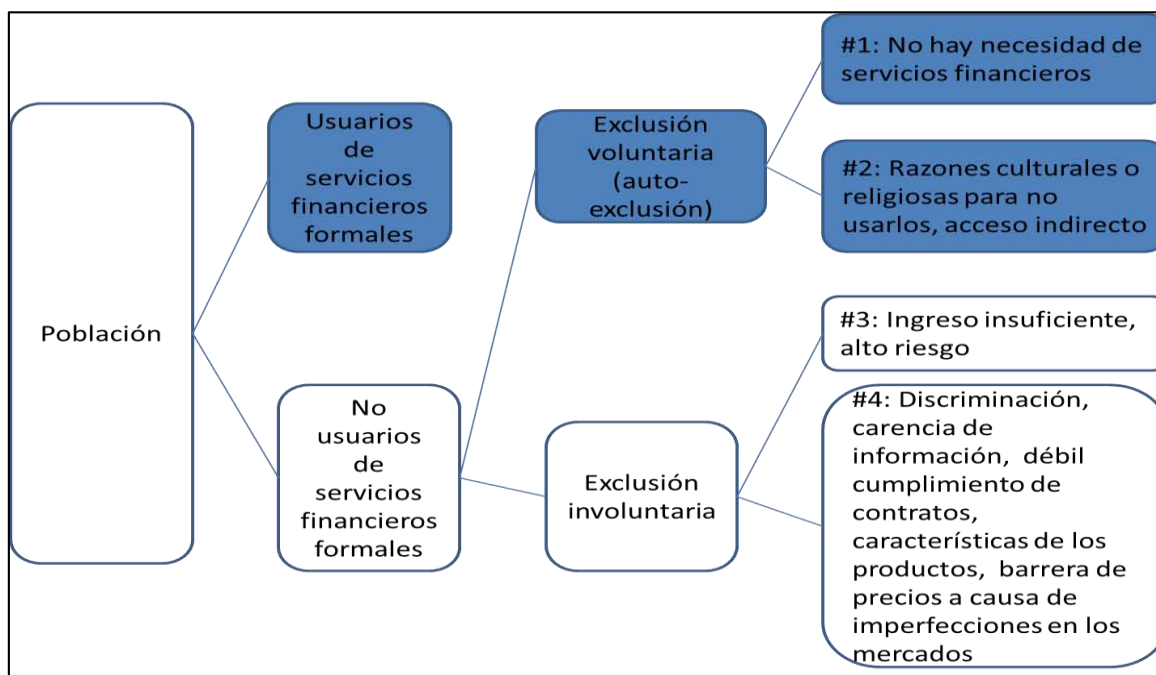 Población
Usuarios
de
servicios
financieros
formales
No
usuarios
de
servicios
financieros
formales
Exclusión
voluntaria
(auto-
exclusión)
Exclusión
involuntaria
#1: No hay necesidad de
servicios financieros
#2: Razones culturales o
religiosas para no
usarlos, acceso indirecto
#3: Ingreso insuficiente,
alto riesgo
#4: Discriminación,
carencia de
información, débil
cumplimiento de
contratos,
características de los
productos, barrera de
precios a causa de
imperfecciones en los
mercados